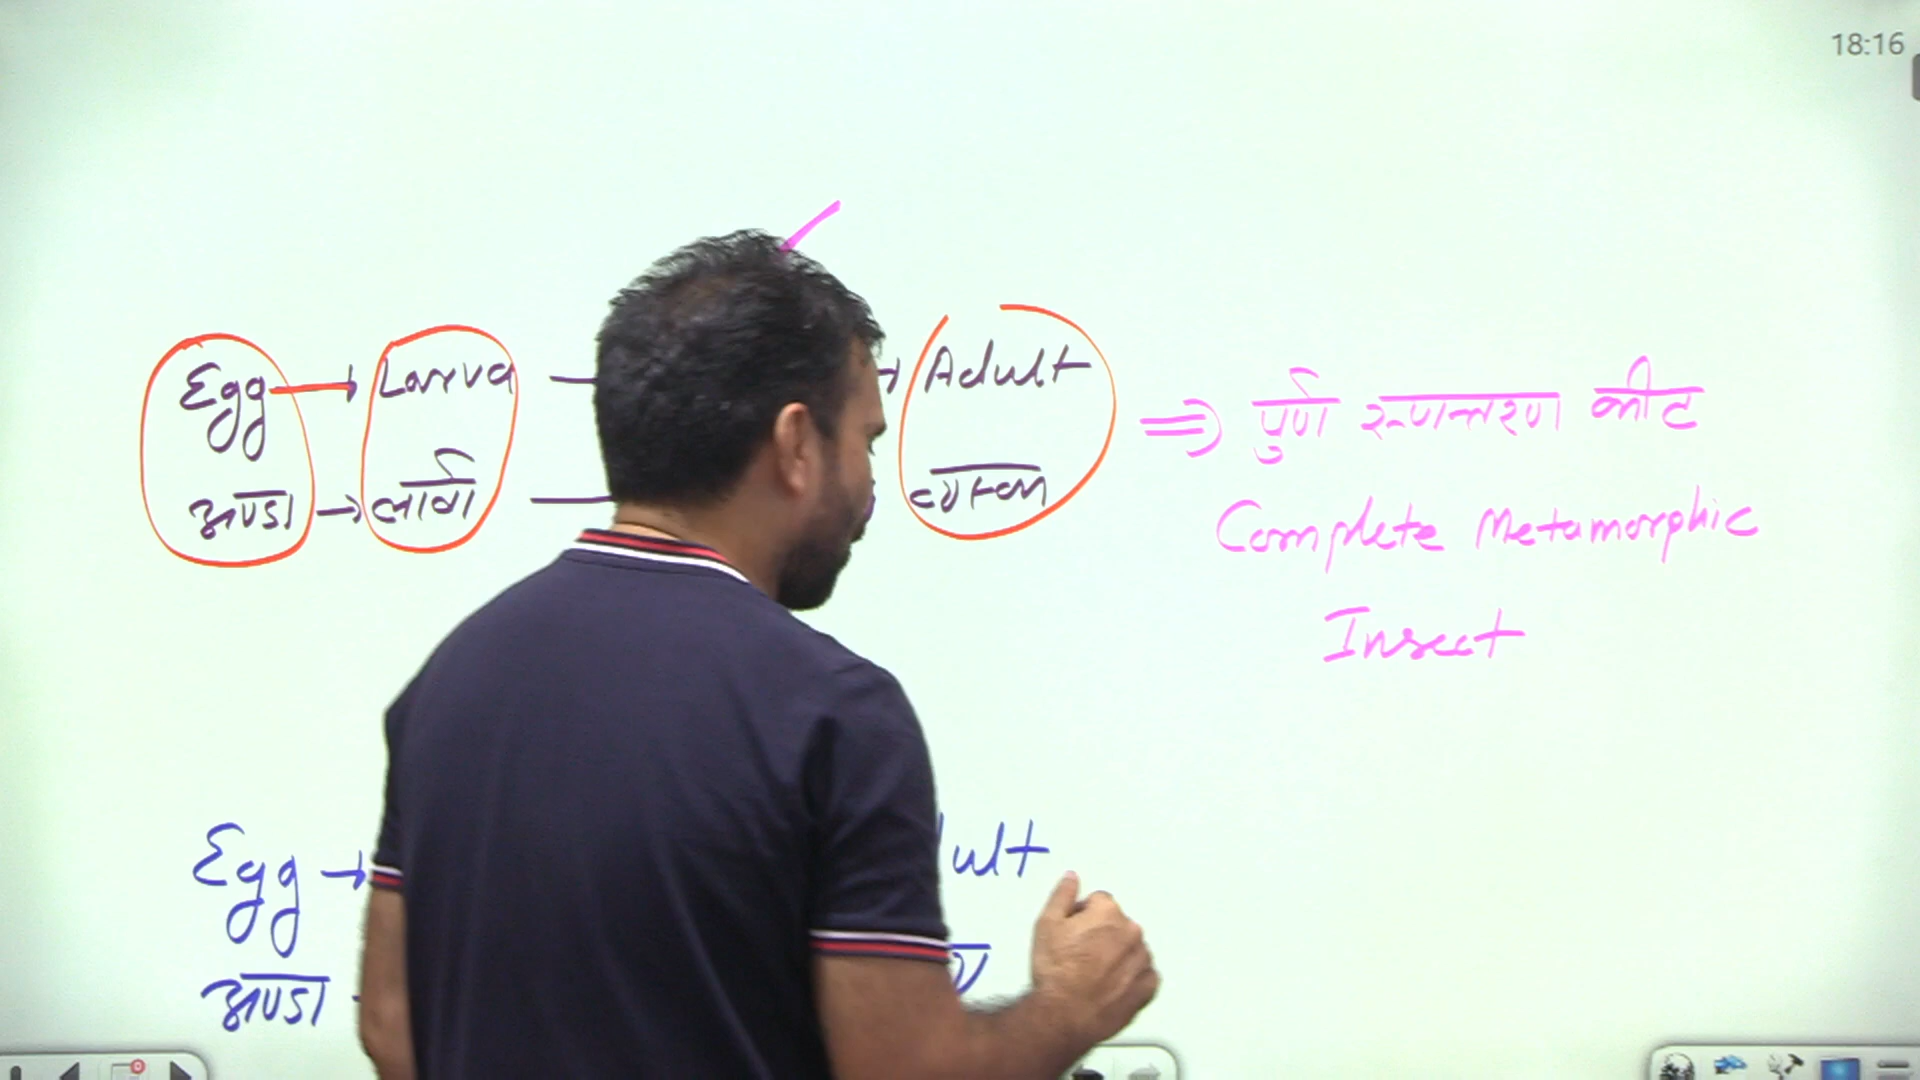 18:16
Egg → Larva — → Adult ⇒ पुर्ण रूपान्तरण कीट
अण्डा → लार्वा — व्यस्क
Complete Metamorphic
Insect
Egg → ult
अण्डा